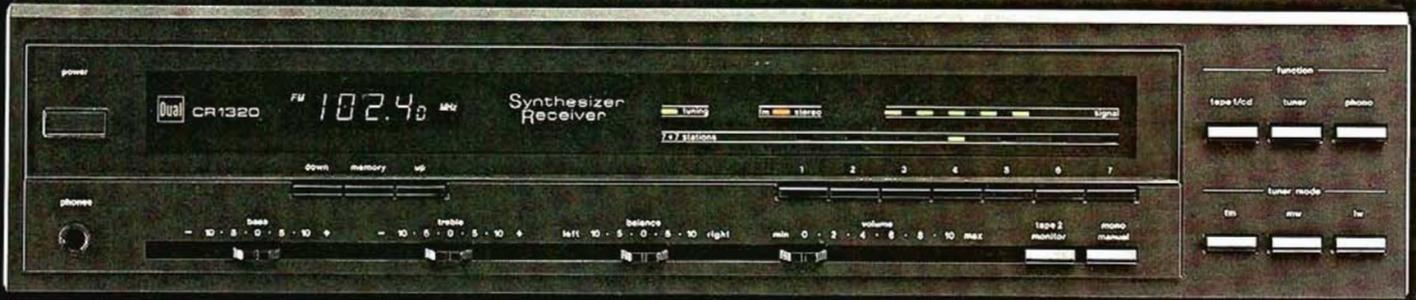 power
Dual CR1320
FM 102.40 MHz
Synthesizer
Receiver
tuning
fm stereo
signal
7+7 stations
down memory up
1 2 3 4 5 6 7
phones
bass
- 10 · 5 · 0 · 5 · 10 +
treble
- 10 · 5 · 0 · 5 · 10 +
balance
left 10 · 5 · 0 · 5 · 10 right
volume
min 0 · 2 · 4 · 6 · 8 · 10 max
tape 2
monitor
mono
manual
function
tape 1/cd tuner phono
tuner mode
fm mw lw